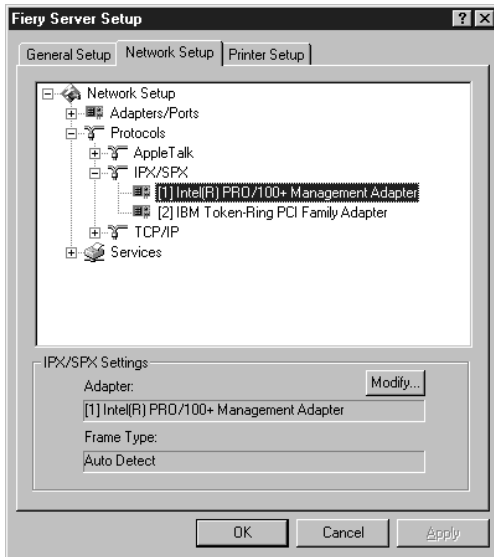 Fiery Server Setup
General Setup Network Setup Printer Setup
Network Setup
Adapters/Ports
Protocols
AppleTalk
IPX/SPX
[1] Intel(R) PRO/100+ Management Adapter
[2] IBM Token-Ring PCI Family Adapter
TCP/IP
Services
IPX/SPX Settings
Adapter:
Modify...
[1] Intel(R) PRO/100+ Management Adapter
Frame Type:
Auto Detect
OK Cancel Apply